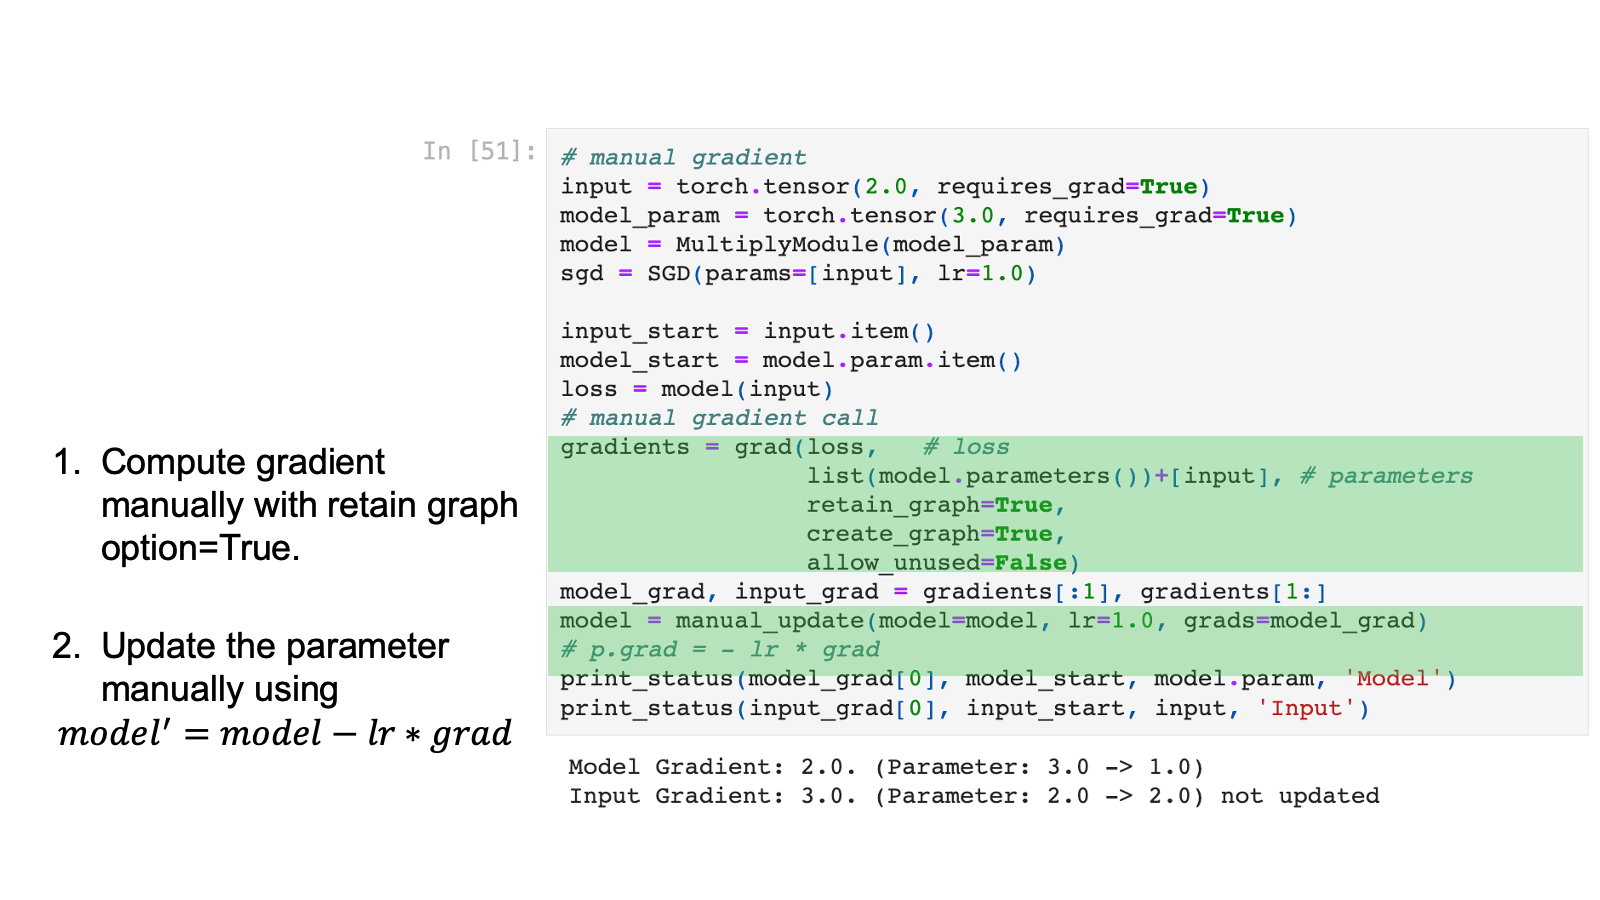 In [51]:
# manual gradient
input = torch.tensor(2.0, requires_grad=True)
model_param = torch.tensor(3.0, requires_grad=True)
model = MultiplyModule(model_param)
sgd = SGD(params=[input], lr=1.0)

input_start = input.item()
model_start = model.param.item()
loss = model(input)
# manual gradient call
gradients = grad(loss,   # loss
                 list(model.parameters())+[input], # parameters
                 retain_graph=True,
                 create_graph=True,
                 allow_unused=False)
model_grad, input_grad = gradients[:1], gradients[1:]
model = manual_update(model=model, lr=1.0, grads=model_grad)
# p.grad = - lr * grad
print_status(model_grad[0], model_start, model.param, 'Model')
print_status(input_grad[0], input_start, input, 'Input')
Model Gradient: 2.0. (Parameter: 3.0 -> 1.0)
Input Gradient: 3.0. (Parameter: 2.0 -> 2.0) not updated
1. Compute gradient
manually with retain graph
option=True.
2. Update the parameter
manually using
model′ = model − lr ∗ grad